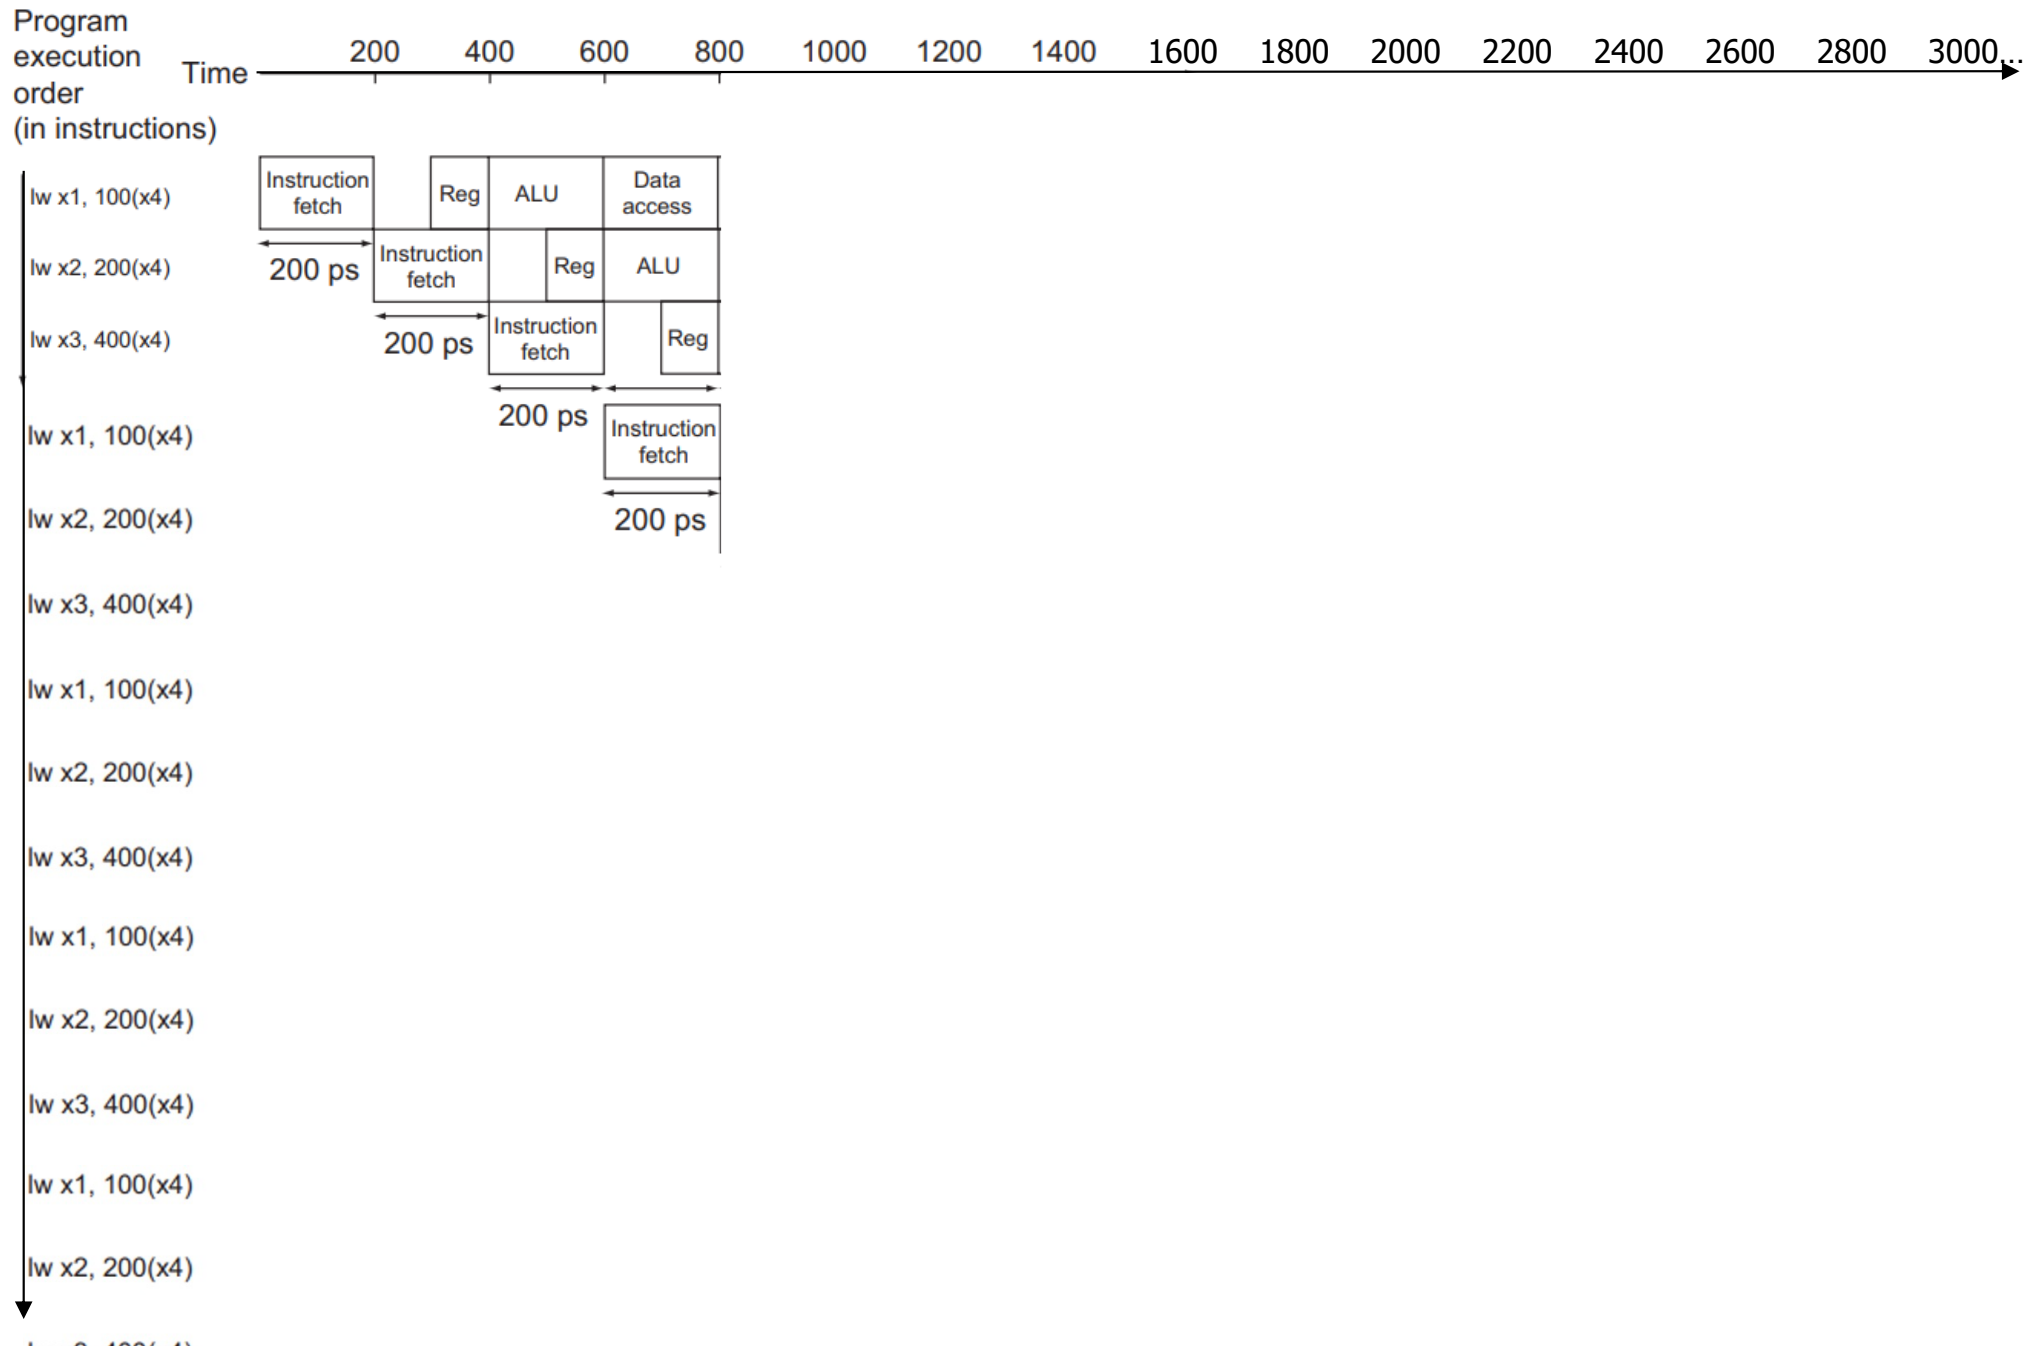 Program
execution
order
(in instructions)
Time
200 400 600 800 1000 1200 1400 1600 1800 2000 2200 2400 2600 2800 3000...
lw x1, 100(x4)
Instruction
fetch
Reg
ALU
Data
access
200 ps
lw x2, 200(x4)
Instruction
fetch
Reg
ALU
200 ps
lw x3, 400(x4)
Instruction
fetch
Reg
200 ps
lw x1, 100(x4)
Instruction
fetch
200 ps
lw x2, 200(x4)
lw x3, 400(x4)
lw x1, 100(x4)
lw x2, 200(x4)
lw x3, 400(x4)
lw x1, 100(x4)
lw x2, 200(x4)
lw x3, 400(x4)
lw x1, 100(x4)
lw x2, 200(x4)